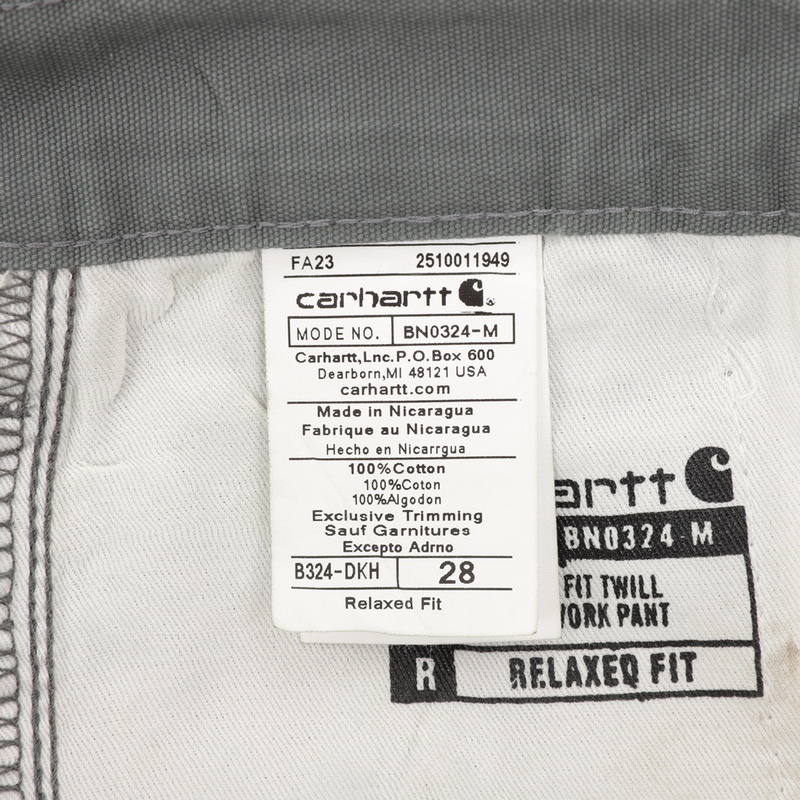 FA23 2510011949
carhartt
MODE NO. BN0324-M
Carhartt,Lnc.P.O.Box 600
Dearborn,MI 48121 USA
carhartt.com
Made in Nicaragua
Fabrique au Nicaragua
Hecho en Nicarrgua
100%Cotton
100%Coton
100%Algodon
Exclusive Trimming
Sauf Garnitures
Excepto Adrno
B324-DKH 28
Relaxed Fit
artt
BN0324-M
FIT TWILL
ORK PANT
R RELAXEQ FIT